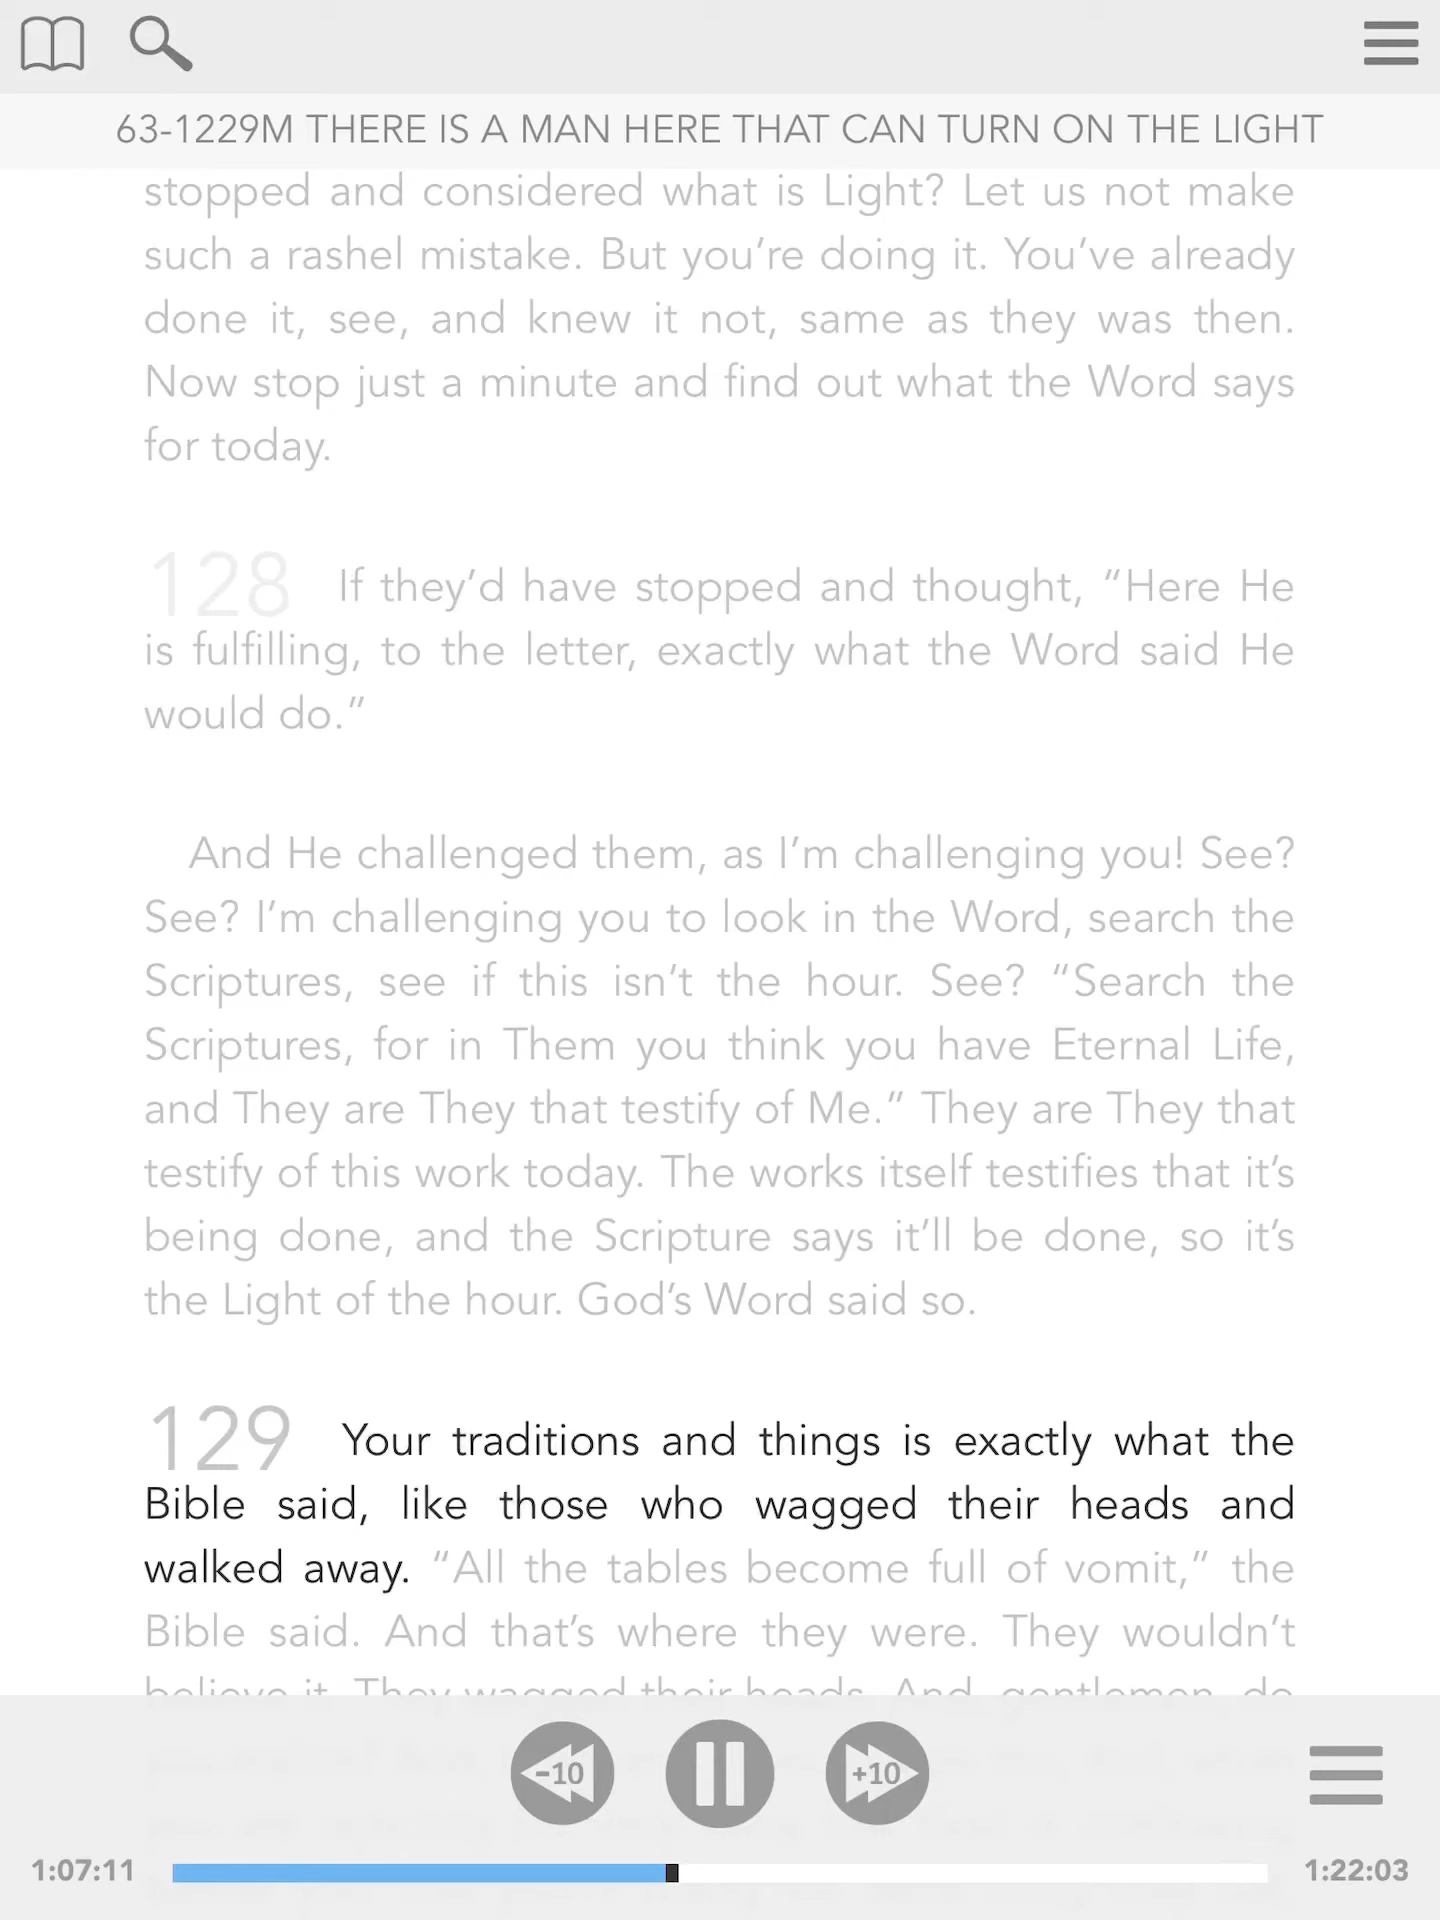 63-1229M THERE IS A MAN HERE THAT CAN TURN ON THE LIGHT
stopped and considered what is Light? Let us not make
such a rashel mistake. But you’re doing it. You’ve already
done it, see, and knew it not, same as they was then.
Now stop just a minute and find out what the Word says
for today.
128 If they’d have stopped and thought, “Here He
is fulfilling, to the letter, exactly what the Word said He
would do.”
And He challenged them, as I’m challenging you! See?
See? I’m challenging you to look in the Word, search the
Scriptures, see if this isn’t the hour. See? “Search the
Scriptures, for in Them you think you have Eternal Life,
and They are They that testify of Me.” They are They that
testify of this work today. The works itself testifies that it’s
being done, and the Scripture says it’ll be done, so it’s
the Light of the hour. God’s Word said so.
129 Your traditions and things is exactly what the
Bible said, like those who wagged their heads and
walked away. “All the tables become full of vomit,” the
Bible said. And that’s where they were. They wouldn’t
believe it. They wagged their heads. And, gentlemen, do
-10 +10
1:07:11 1:22:03